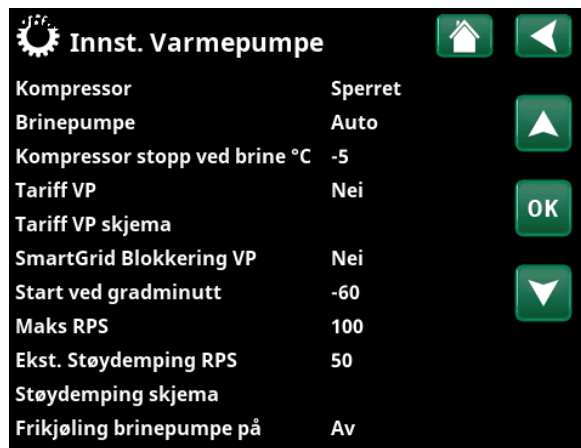 Innst. Varmepumpe
Kompressor Sperret
Brinepumpe Auto
Kompressor stopp ved brine °C -5
Tariff VP Nei
Tariff VP skjema
OK
SmartGrid Blokkering VP Nei
Start ved gradminutt -60
Maks RPS 100
Ekst. Støydemping RPS 50
Støydemping skjema
Frikjøling brinepumpe på Av